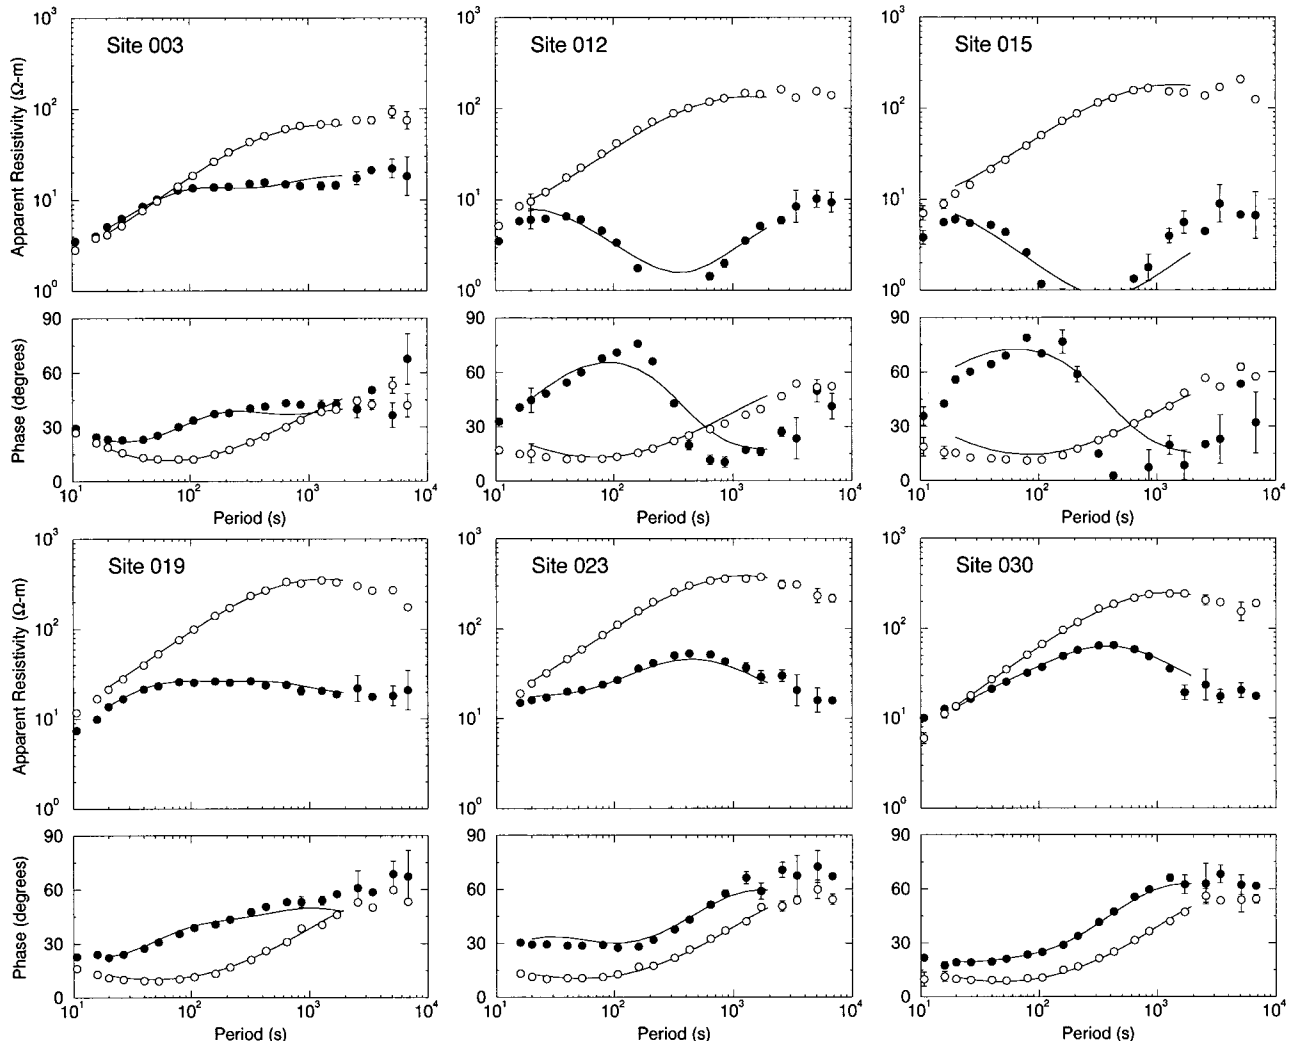 Site 003
Site 012
Site 015
Apparent Resistivity (Ω-m)
10³ 10³ 10³
10² 10² 10²
10¹ 10¹ 10¹
10⁰ 10⁰ 10⁰
Phase (degrees)
90 90 90
60 60 60
30 30 30
0 0 0
10¹ 10² 10³ 10⁴ 10¹ 10² 10³ 10⁴ 10¹ 10² 10³ 10⁴
Period (s) Period (s) Period (s)
Site 019
Site 023
Site 030
Apparent Resistivity (Ω-m)
10³ 10³ 10³
10² 10² 10²
10¹ 10¹ 10¹
10⁰ 10⁰ 10⁰
Phase (degrees)
90 90 90
60 60 60
30 30 30
0 0 0
10¹ 10² 10³ 10⁴ 10¹ 10² 10³ 10⁴ 10¹ 10² 10³ 10⁴
Period (s) Period (s) Period (s)